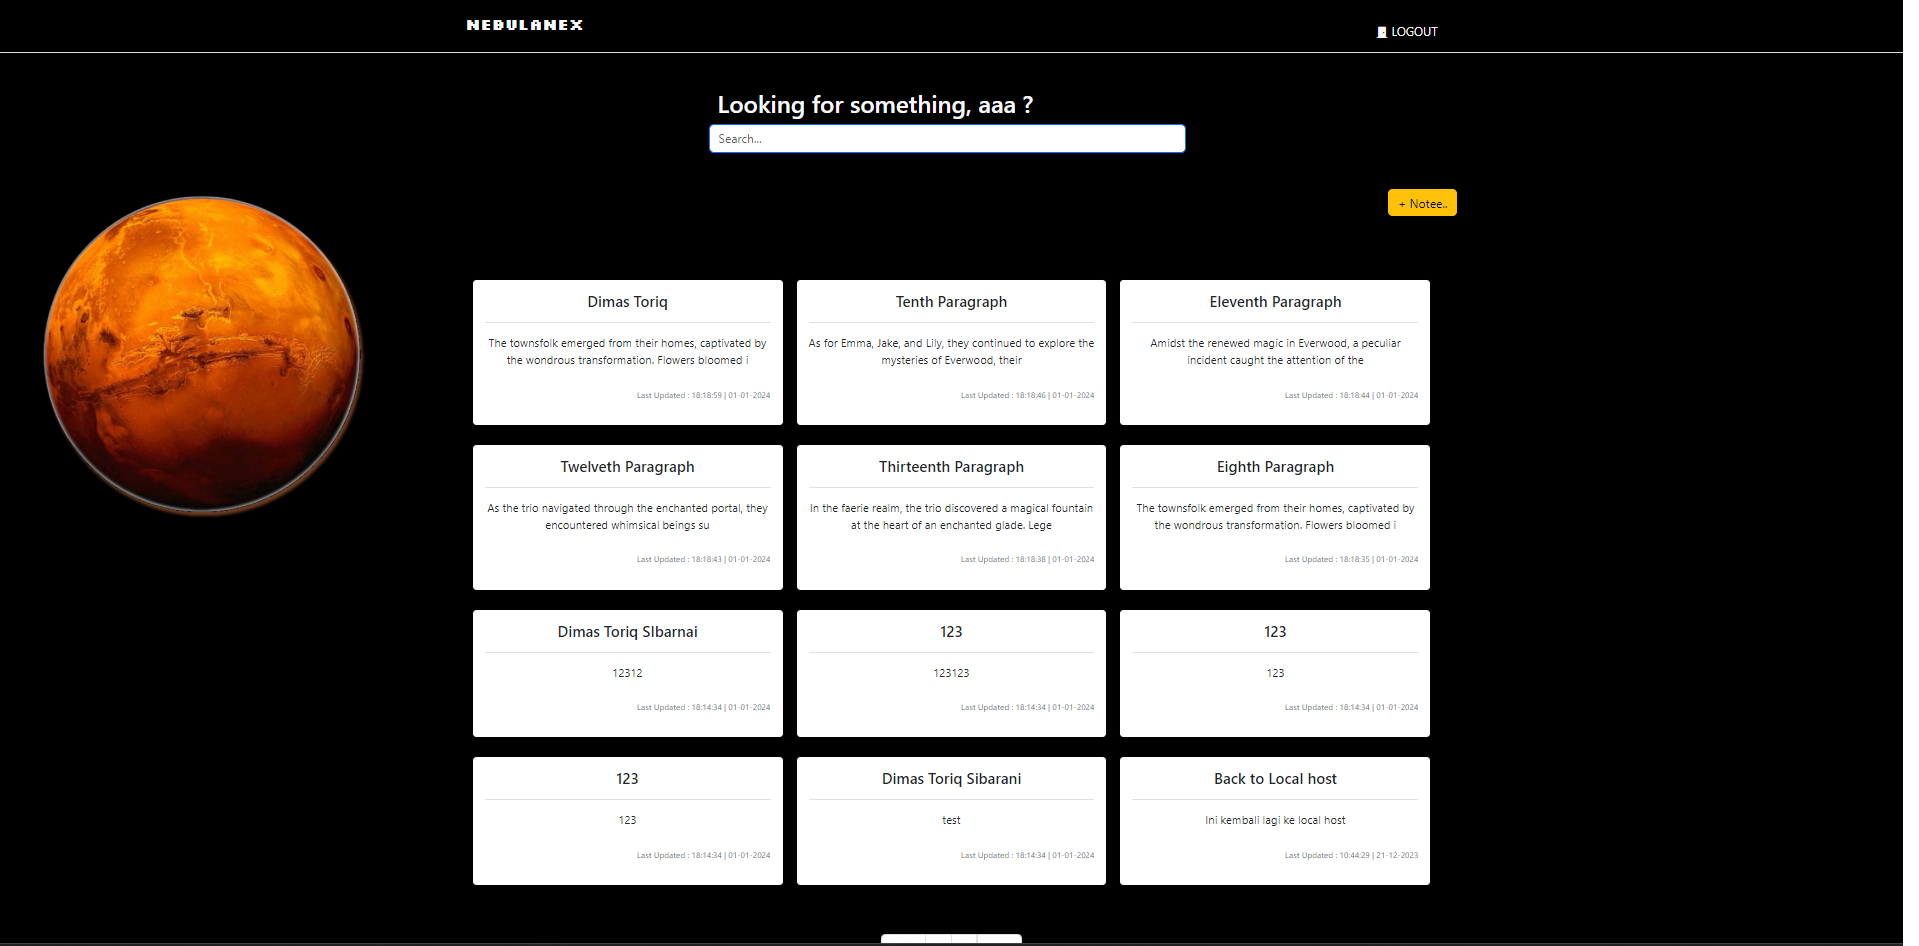 NEBULANEX
LOGOUT
Looking for something, aaa ?
Search...
+ Notee..
Dimas Toriq
The townsfolk emerged from their homes, captivated by
the wondrous transformation. Flowers bloomed i
Last Updated : 18:18:59 | 01-01-2024
Tenth Paragraph
As for Emma, Jake, and Lily, they continued to explore the
mysteries of Everwood, their
Last Updated : 18:18:46 | 01-01-2024
Eleventh Paragraph
Amidst the renewed magic in Everwood, a peculiar
incident caught the attention of the
Last Updated : 18:18:44 | 01-01-2024
Twelveth Paragraph
As the trio navigated through the enchanted portal, they
encountered whimsical beings su
Last Updated : 18:18:43 | 01-01-2024
Thirteenth Paragraph
In the faerie realm, the trio discovered a magical fountain
at the heart of an enchanted glade. Lege
Last Updated : 18:18:38 | 01-01-2024
Eighth Paragraph
The townsfolk emerged from their homes, captivated by
the wondrous transformation. Flowers bloomed i
Last Updated : 18:18:35 | 01-01-2024
Dimas Toriq SIbarnai
12312
Last Updated : 18:14:34 | 01-01-2024
123
123123
Last Updated : 18:14:34 | 01-01-2024
123
123
Last Updated : 18:14:34 | 01-01-2024
123
123
Last Updated : 18:14:34 | 01-01-2024
Dimas Toriq Sibarani
test
Last Updated : 18:14:34 | 01-01-2024
Back to Local host
Ini kembali lagi ke local host
Last Updated : 10:44:29 | 21-12-2023